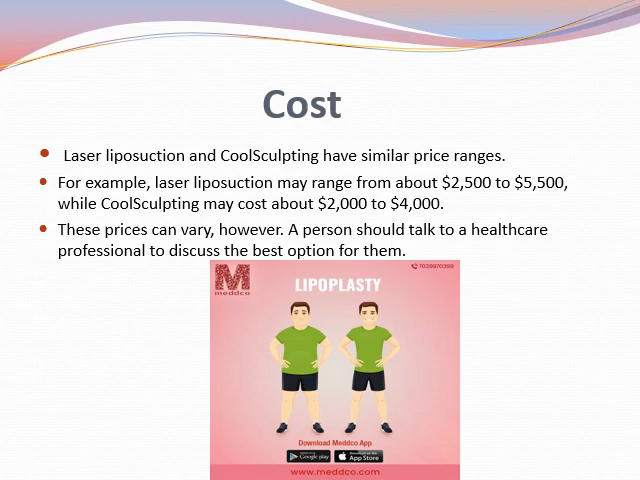 Cost
Laser liposuction and CoolSculpting have similar price ranges.
For example, laser liposuction may range from about $2,500 to $5,500,
while CoolSculpting may cost about $2,000 to $4,000.
These prices can vary, however. A person should talk to a healthcare
professional to discuss the best option for them.
M
meddco
7039970399
LIPOPLASTY
Download Meddco App
Google play
App Store
www.meddco.com